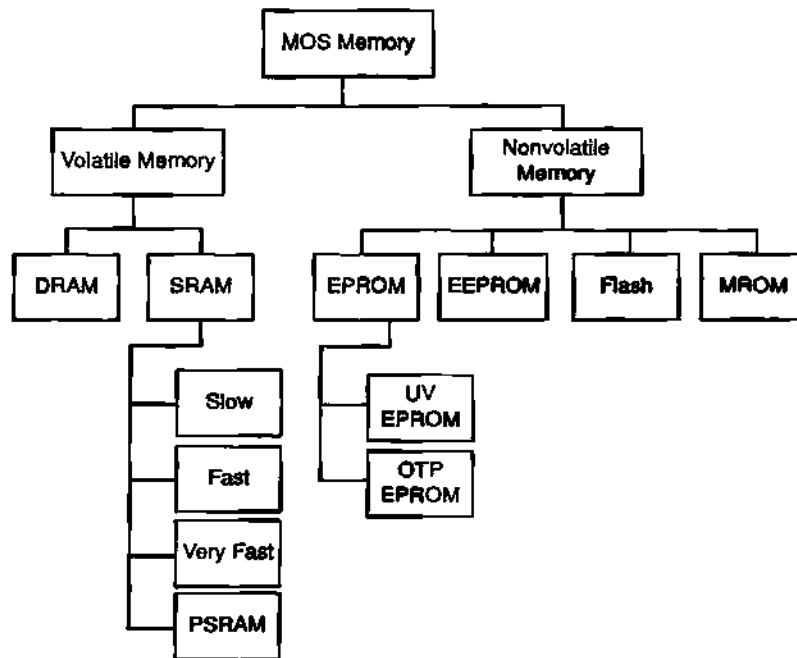 MOS Memory
Volatile Memory
Nonvolatile
Memory
DRAM
SRAM
EPROM
EEPROM
Flash
MROM
Slow
Fast
Very Fast
PSRAM
UV
EPROM
OTP
EPROM